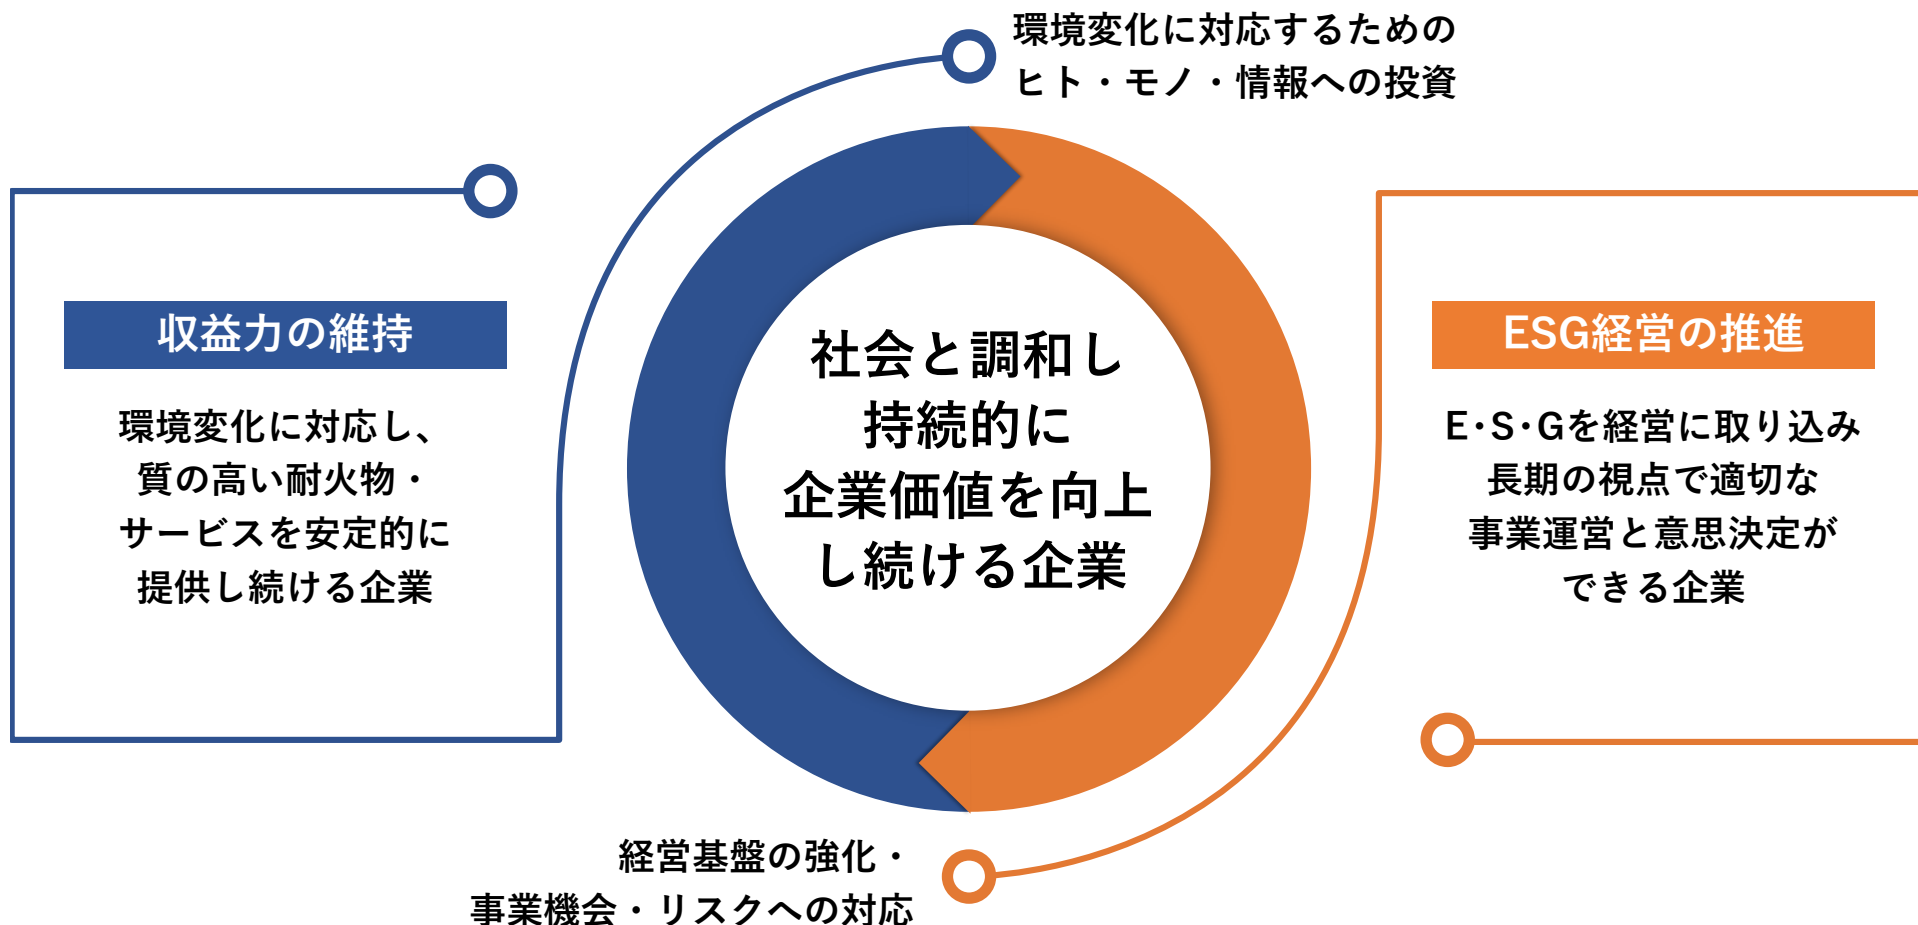 環境変化に対応するための
ヒト・モノ・情報への投資
収益力の維持
環境変化に対応し、
質の高い耐火物・
サービスを安定的に
提供し続ける企業
社会と調和し
持続的に
企業価値を向上
し続ける企業
ESG経営の推進
E・S・Gを経営に取り込み
長期の視点で適切な
事業運営と意思決定が
できる企業
経営基盤の強化・
事業機会・リスクへの対応